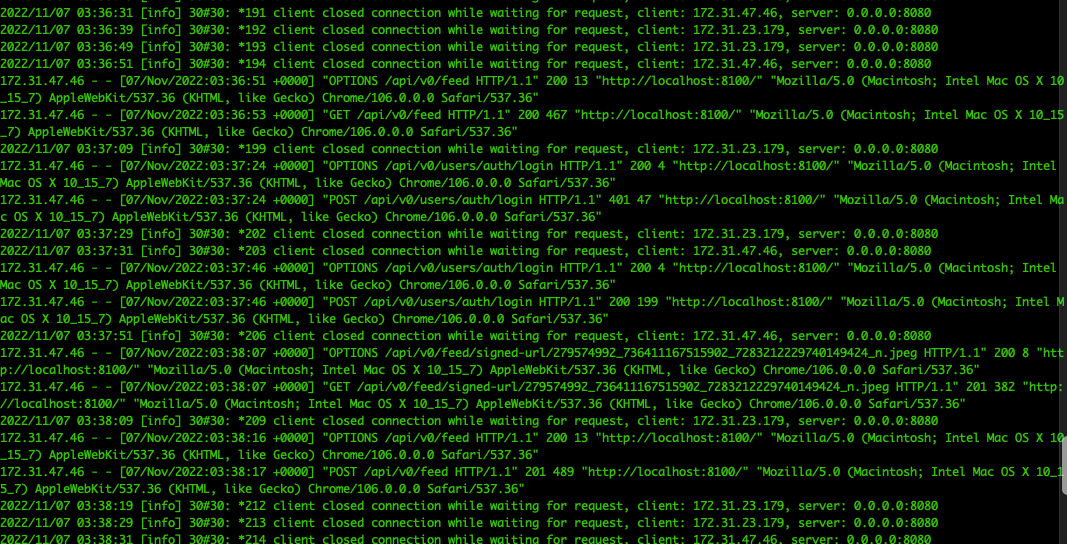 2022/11/07 03:36:31 [info] 30#30: *191 client closed connection while waiting for request, client: 172.31.47.46, server: 0.0.0.0:8080
2022/11/07 03:36:39 [info] 30#30: *192 client closed connection while waiting for request, client: 172.31.23.179, server: 0.0.0.0:8080
2022/11/07 03:36:49 [info] 30#30: *193 client closed connection while waiting for request, client: 172.31.23.179, server: 0.0.0.0:8080
2022/11/07 03:36:51 [info] 30#30: *194 client closed connection while waiting for request, client: 172.31.47.46, server: 0.0.0.0:8080
172.31.47.46 - - [07/Nov/2022:03:36:51 +0000] "OPTIONS /api/v0/feed HTTP/1.1" 200 13 "http://localhost:8100/" "Mozilla/5.0 (Macintosh; Intel Mac OS X 10
_15_7) AppleWebKit/537.36 (KHTML, like Gecko) Chrome/106.0.0.0 Safari/537.36"
172.31.47.46 - - [07/Nov/2022:03:36:53 +0000] "GET /api/v0/feed HTTP/1.1" 200 467 "http://localhost:8100/" "Mozilla/5.0 (Macintosh; Intel Mac OS X 10_15
_7) AppleWebKit/537.36 (KHTML, like Gecko) Chrome/106.0.0.0 Safari/537.36"
2022/11/07 03:37:09 [info] 30#30: *199 client closed connection while waiting for request, client: 172.31.23.179, server: 0.0.0.0:8080
172.31.47.46 - - [07/Nov/2022:03:37:24 +0000] "OPTIONS /api/v0/users/auth/login HTTP/1.1" 200 4 "http://localhost:8100/" "Mozilla/5.0 (Macintosh; Intel
Mac OS X 10_15_7) AppleWebKit/537.36 (KHTML, like Gecko) Chrome/106.0.0.0 Safari/537.36"
172.31.47.46 - - [07/Nov/2022:03:37:24 +0000] "POST /api/v0/users/auth/login HTTP/1.1" 401 47 "http://localhost:8100/" "Mozilla/5.0 (Macintosh; Intel Ma
c OS X 10_15_7) AppleWebKit/537.36 (KHTML, like Gecko) Chrome/106.0.0.0 Safari/537.36"
2022/11/07 03:37:29 [info] 30#30: *202 client closed connection while waiting for request, client: 172.31.23.179, server: 0.0.0.0:8080
2022/11/07 03:37:31 [info] 30#30: *203 client closed connection while waiting for request, client: 172.31.47.46, server: 0.0.0.0:8080
172.31.47.46 - - [07/Nov/2022:03:37:46 +0000] "OPTIONS /api/v0/users/auth/login HTTP/1.1" 200 4 "http://localhost:8100/" "Mozilla/5.0 (Macintosh; Intel
Mac OS X 10_15_7) AppleWebKit/537.36 (KHTML, like Gecko) Chrome/106.0.0.0 Safari/537.36"
172.31.47.46 - - [07/Nov/2022:03:37:46 +0000] "POST /api/v0/users/auth/login HTTP/1.1" 200 199 "http://localhost:8100/" "Mozilla/5.0 (Macintosh; Intel M
ac OS X 10_15_7) AppleWebKit/537.36 (KHTML, like Gecko) Chrome/106.0.0.0 Safari/537.36"
2022/11/07 03:37:51 [info] 30#30: *206 client closed connection while waiting for request, client: 172.31.47.46, server: 0.0.0.0:8080
172.31.47.46 - - [07/Nov/2022:03:38:07 +0000] "OPTIONS /api/v0/feed/signed-url/279574992_736411167515902_7283212229740149424_n.jpeg HTTP/1.1" 200 8 "htt
p://localhost:8100/" "Mozilla/5.0 (Macintosh; Intel Mac OS X 10_15_7) AppleWebKit/537.36 (KHTML, like Gecko) Chrome/106.0.0.0 Safari/537.36"
172.31.47.46 - - [07/Nov/2022:03:38:07 +0000] "GET /api/v0/feed/signed-url/279574992_736411167515902_7283212229740149424_n.jpeg HTTP/1.1" 201 382 "http:
//localhost:8100/" "Mozilla/5.0 (Macintosh; Intel Mac OS X 10_15_7) AppleWebKit/537.36 (KHTML, like Gecko) Chrome/106.0.0.0 Safari/537.36"
2022/11/07 03:38:09 [info] 30#30: *209 client closed connection while waiting for request, client: 172.31.23.179, server: 0.0.0.0:8080
172.31.47.46 - - [07/Nov/2022:03:38:16 +0000] "OPTIONS /api/v0/feed HTTP/1.1" 200 13 "http://localhost:8100/" "Mozilla/5.0 (Macintosh; Intel Mac OS X 10
_15_7) AppleWebKit/537.36 (KHTML, like Gecko) Chrome/106.0.0.0 Safari/537.36"
172.31.47.46 - - [07/Nov/2022:03:38:17 +0000] "POST /api/v0/feed HTTP/1.1" 201 489 "http://localhost:8100/" "Mozilla/5.0 (Macintosh; Intel Mac OS X 10_1
5_7) AppleWebKit/537.36 (KHTML, like Gecko) Chrome/106.0.0.0 Safari/537.36"
2022/11/07 03:38:19 [info] 30#30: *212 client closed connection while waiting for request, client: 172.31.23.179, server: 0.0.0.0:8080
2022/11/07 03:38:29 [info] 30#30: *213 client closed connection while waiting for request, client: 172.31.23.179, server: 0.0.0.0:8080
2022/11/07 03:38:31 [info] 30#30: *214 client closed connection while waiting for request, client: 172.31.47.46, server: 0.0.0.0:8080